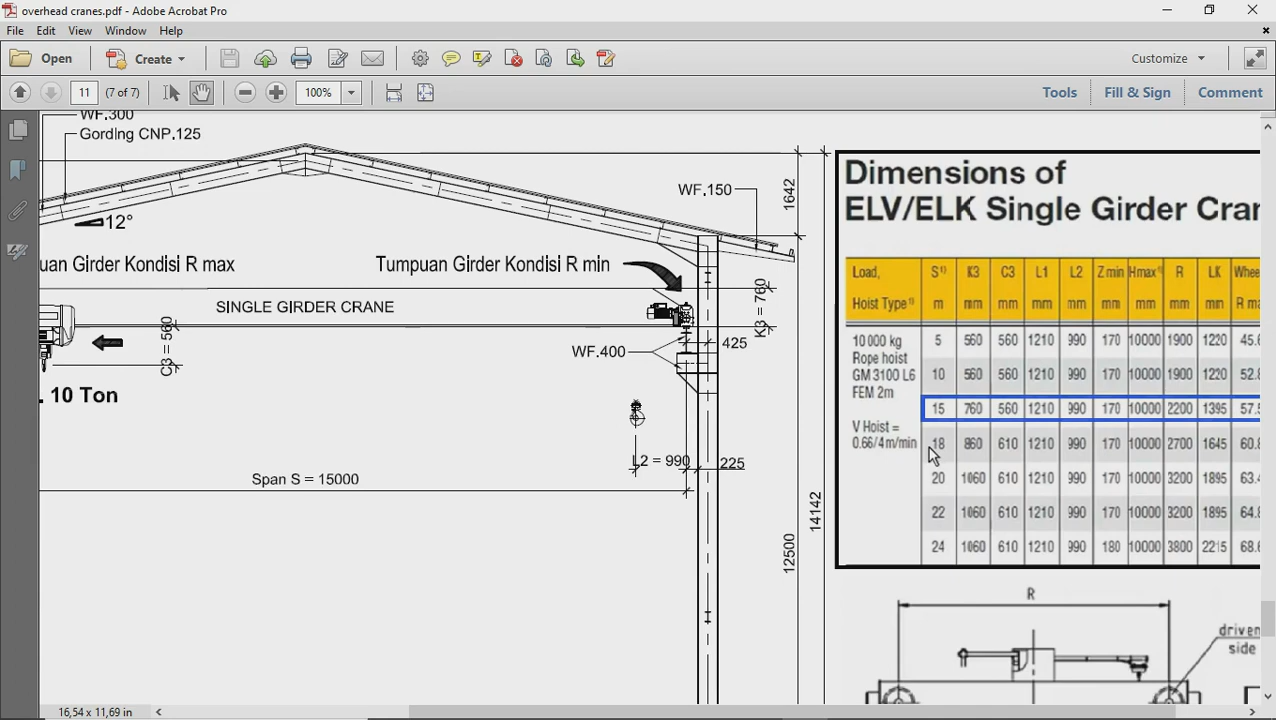 overhead cranes.pdf - Adobe Acrobat Pro
File Edit View Window Help
Open Create Customize
11 (7 of 7) 100% Tools Fill & Sign Comment
WF.300
Gording CNP.125
12°
uan Girder Kondisi R max
Tumpuan Girder Kondisi R min
WF.150
1642
SINGLE GIRDER CRANE
K3 = 760
C3 = 560
425
WF.400
. 10 Ton
L2 = 990
225
Span S = 15000
14142
12500
Dimensions of
ELV/ELK Single Girder Cran
Load, S¹⁾ K3 C3 L1 L2 Z min Hmax R LK Whee
Hoist Type m mm mm mm mm mm mm mm mm R ma
10 000 kg 5 560 560 1210 990 170 10000 1900 1220 45.6
Rope hoist
GM 3100 L6 10 560 560 1210 990 170 10000 1900 1220 52.8
FEM 2m
15 760 560 1210 990 170 10000 2200 1395 57.5
V Hoist =
0.66/4m/min 18 860 610 1210 990 170 10000 2700 1645 60.8
20 1060 610 1210 990 170 10000 3200 1895 63.4
22 1060 610 1210 990 170 10000 3200 1895 64.8
24 1060 610 1210 990 180 10000 3800 2215 68.6
R
driven
side
16,54 x 11,69 in